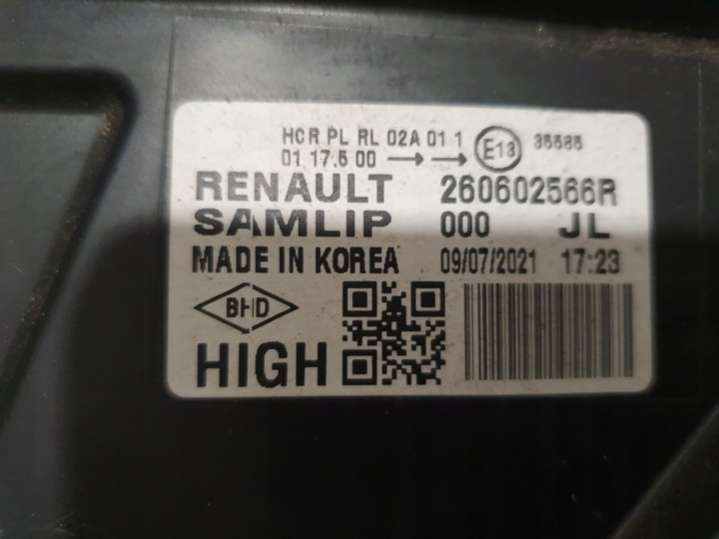 HCR PL RL 02A 01 1
01 17.5 00 → → E13 35585
RENAULT 260602566R
SAMLIP 000 JL
MADE IN KOREA 09/07/2021 17:23
BHD
HIGH